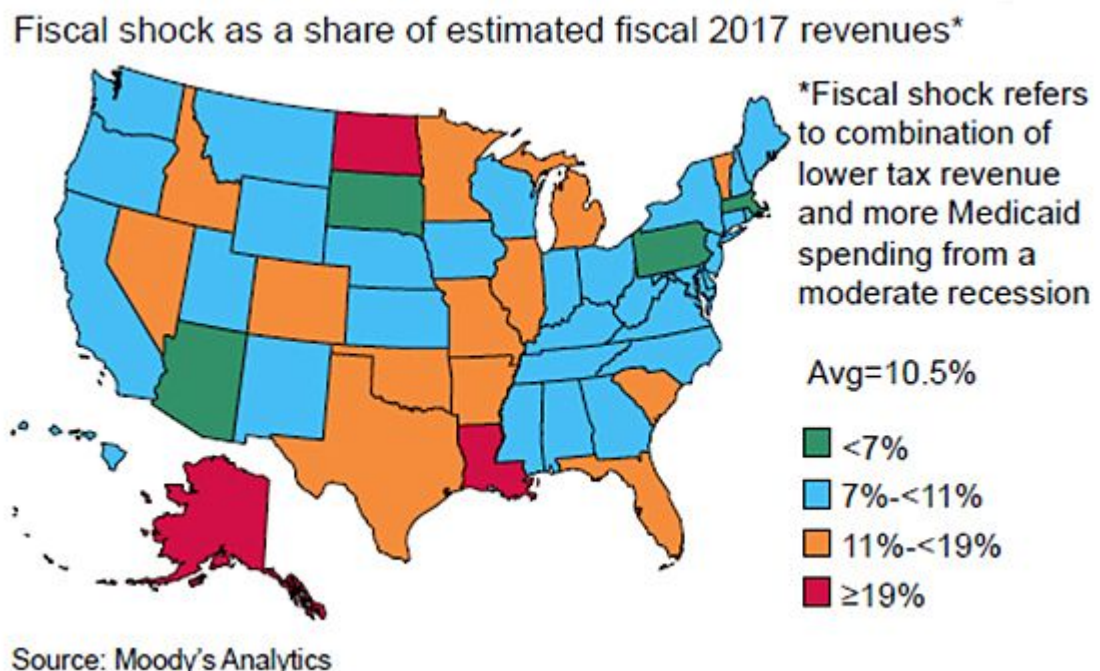 Fiscal shock as a share of estimated fiscal 2017 revenues*
*Fiscal shock refers
to combination of
lower tax revenue
and more Medicaid
spending from a
moderate recession
Avg=10.5%
<7%
7%-<11%
11%-<19%
≥19%
Source: Moody's Analytics